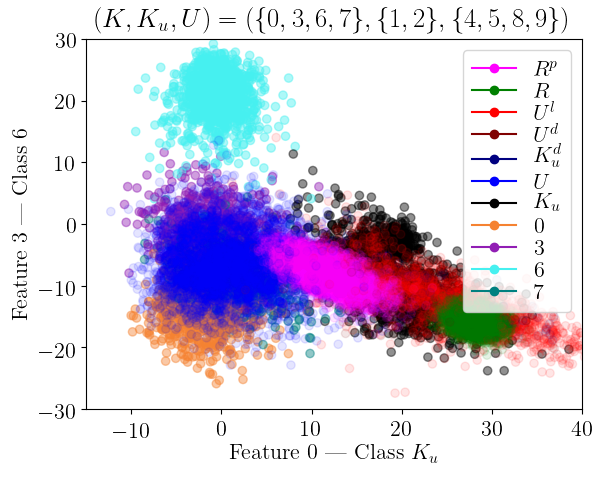 (K, K_u, U) = ({0, 3, 6, 7}, {1, 2}, {4, 5, 8, 9})
30
20
10
0
−10
−20
−30
Feature 3 — Class 6
R^p
R
U^l
U^d
K_u^d
U
K_u
0
3
6
7
−10
0
10
20
30
40
Feature 0 — Class K_u